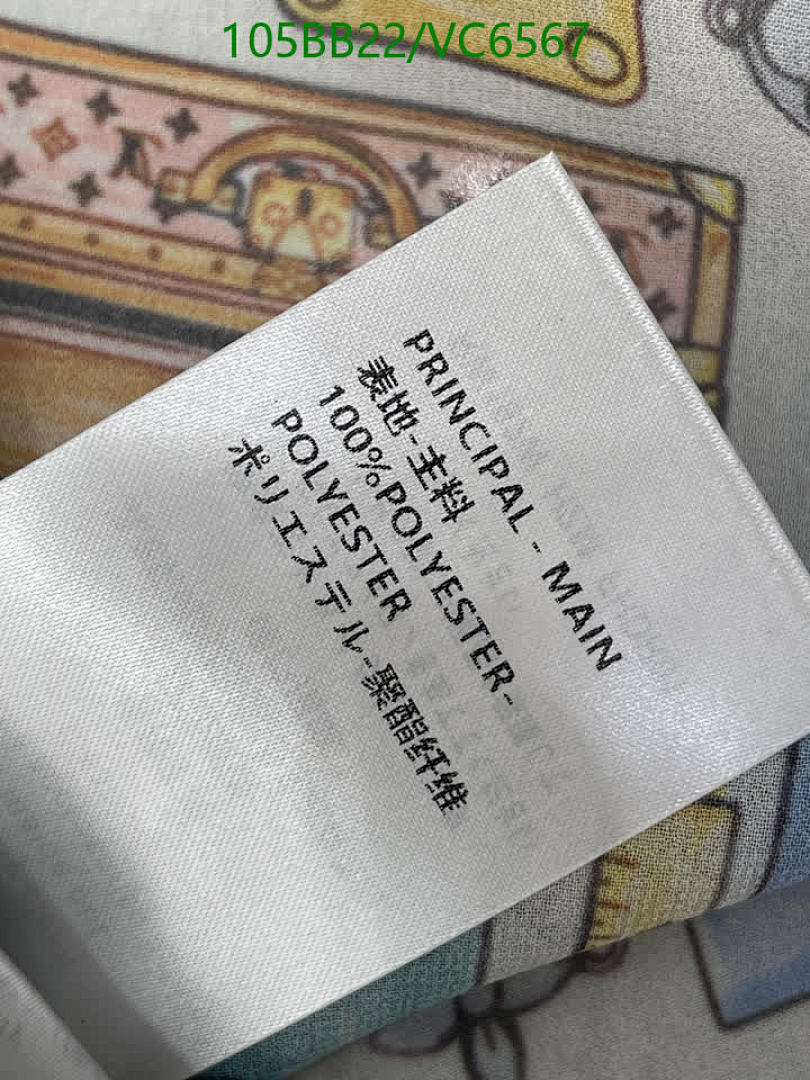 105BB22/VC6567
PRINCIPAL - MAIN
表地-主料
100%POLYESTER-
POLYESTER
ポリエステル-聚酯纤维